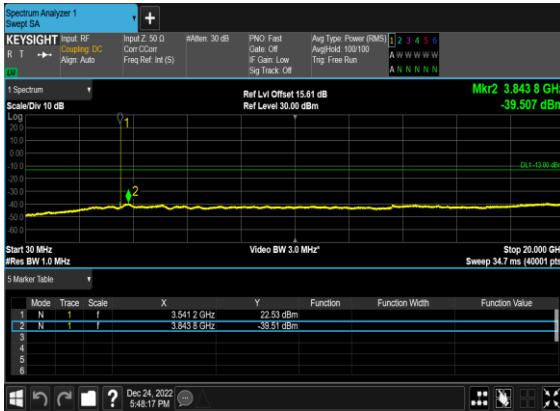 Spectrum Analyzer 1
Swept SA
+
KEYSIGHT Input: RF Input Z: 50 Ω #Atten: 30 dB PNO: Fast Avg Type: Power (RMS) 1 2 3 4 5 6
R T Coupling: DC Corr CCorr Gate: Off Avg|Hold: 100/100 A W W W W W
Align: Auto Freq Ref: Int (S) IF Gain: Low Trig: Free Run
Sig Track: Off A N N N N N
1 Spectrum
Scale/Div 10 dB Ref Lvl Offset 15.61 dB Mkr2 3.843 8 GHz
Ref Level 30.00 dBm -39.507 dBm
Log
20.0
10.0
0.00
-10.0 DL1 -13.00 dBm
-20.0
-30.0
-40.0
-50.0
-60.0
1
2
Start 30 MHz Video BW 3.0 MHz* Stop 20.000 GHz
#Res BW 1.0 MHz Sweep 34.7 ms (40001 pts)
5 Marker Table
Mode Trace Scale X Y Function Function Width Function Value
1 N 1 f 3.541 2 GHz 22.53 dBm
2 N 1 f 3.843 8 GHz -39.51 dBm
3
4
5
6
? Dec 24, 2022
5:48:17 PM